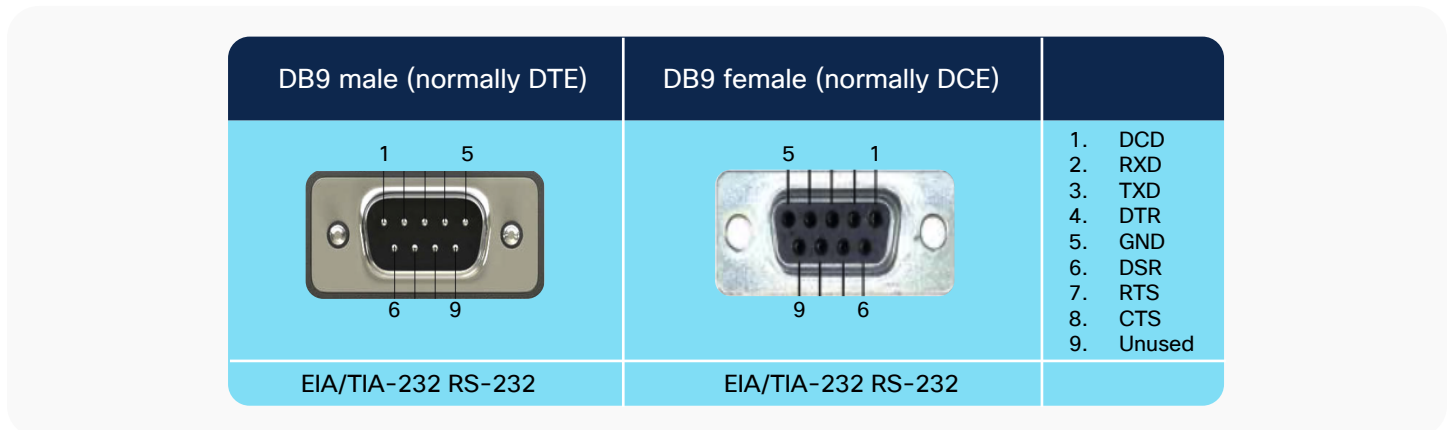 DB9 male (normally DTE)
DB9 female (normally DCE)
1 5
6 9
5 1
9 6
1. DCD
2. RXD
3. TXD
4. DTR
5. GND
6. DSR
7. RTS
8. CTS
9. Unused
EIA/TIA-232 RS-232
EIA/TIA-232 RS-232